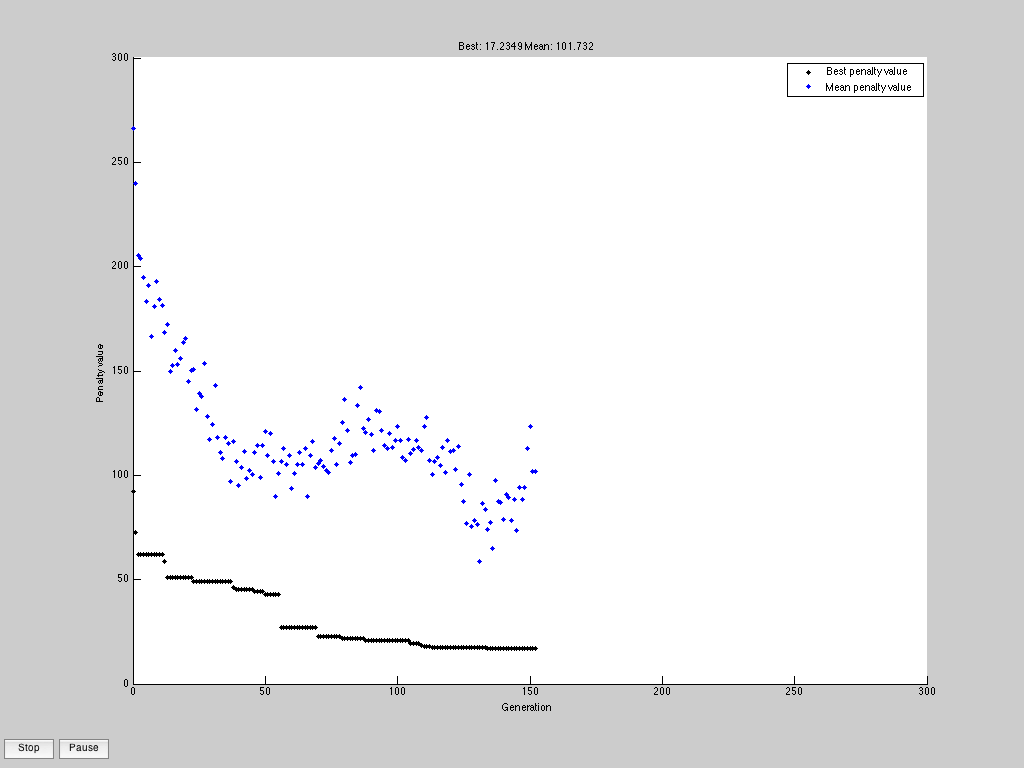 Best: 17.2349 Mean: 101.732
300
Best penalty value
Mean penalty value
250
200
150
Penalty value
100
50
0
0 50 100 150 200 250 300
Generation
Stop Pause